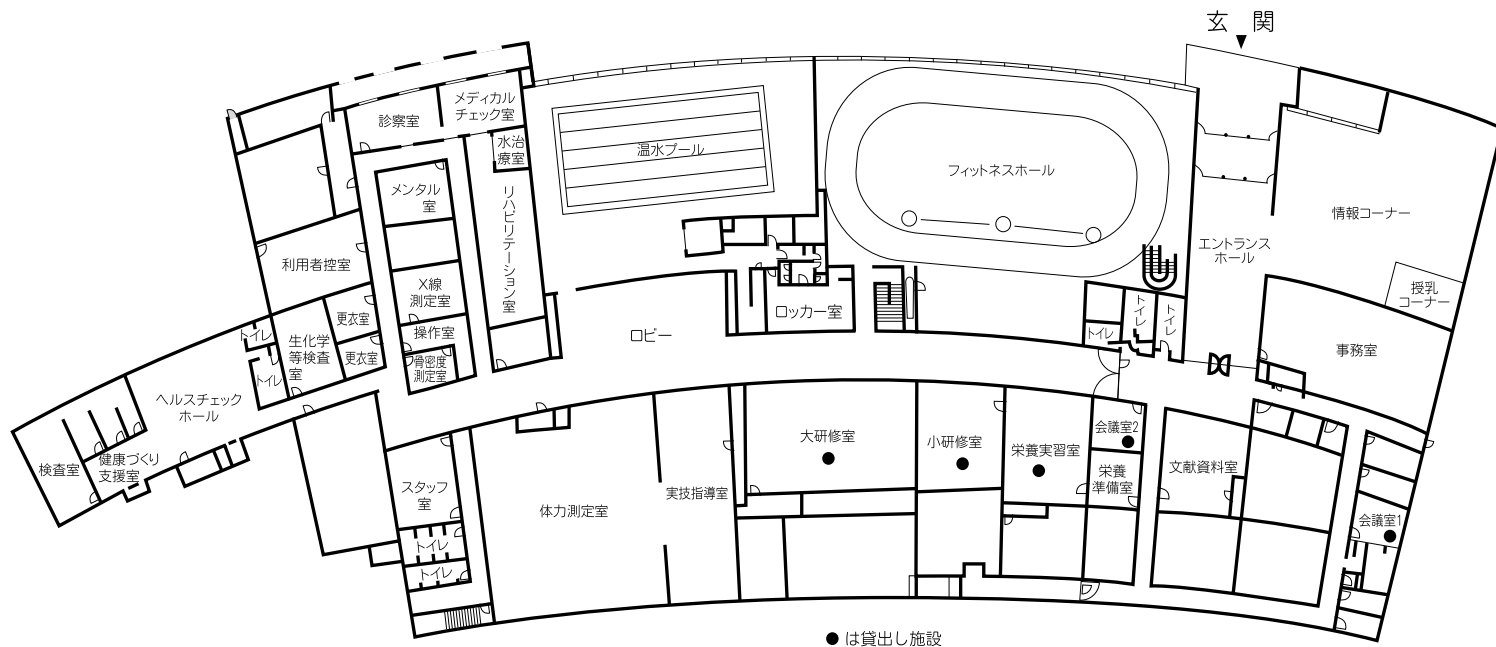 玄関
メディカル
チェック室
診察室
水治
療室
温水プール
フィットネスホール
メンタル
室
リハビリテーション室
情報コーナー
エントランス
ホール
利用者控室
X線
測定室
授乳
コーナー
更衣室
ロッカー室
トイレ
トイレ
トイレ
トイレ
生化学
等検査
室
操作室
ロビー
事務室
更衣室
骨密度
測定室
トイレ
ヘルスチェック
ホール
会議室2
大研修室
小研修室
栄養実習室
検査室
健康づくり
支援室
栄養
準備室
文献資料室
スタッフ
室
実技指導室
体力測定室
会議室1
トイレ
トイレ
● は貸出し施設